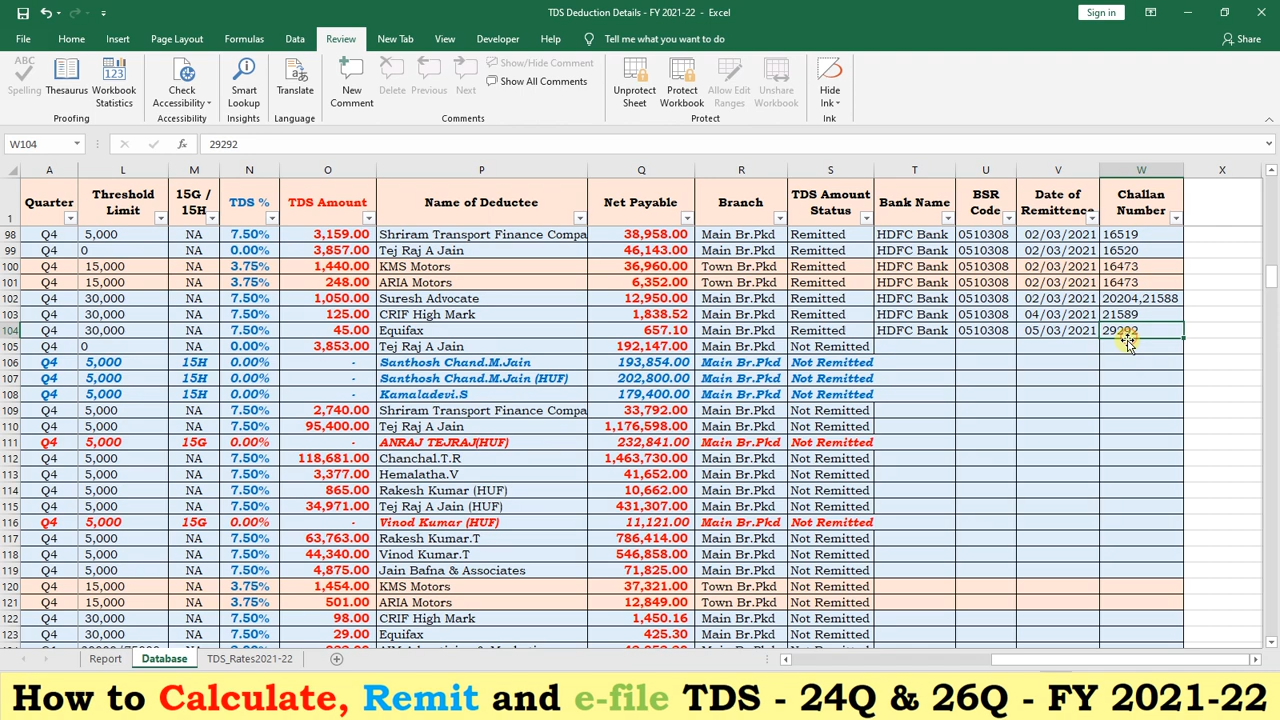 TDS Deduction Details - FY 2021-22 - Excel
Sign in
File Home Insert Page Layout Formulas Data Review New Tab View Developer Help Tell me what you want to do Share
Spelling Thesaurus Workbook Statistics Check Accessibility Smart Lookup Translate New Comment Delete Previous Next Show/Hide Comment Show All Comments Unprotect Sheet Protect Workbook Allow Edit Ranges Unshare Workbook Hide Ink
Proofing Accessibility Insights Language Comments Protect Ink
W104 fx 29292
A L M N O P Q R S T U V W X
1 Quarter Threshold Limit 15G / 15H TDS % TDS Amount Name of Deductee Net Payable Branch TDS Amount Status Bank Name BSR Code Date of Remittence Challan Number
98 Q4 5,000 NA 7.50% 3,159.00 Shriram Transport Finance Compa 38,958.00 Main Br.Pkd Remitted HDFC Bank 0510308 02/03/2021 16519
99 Q4 0 NA 0.00% 3,857.00 Tej Raj A Jain 46,143.00 Main Br.Pkd Remitted HDFC Bank 0510308 02/03/2021 16520
100 Q4 15,000 NA 3.75% 1,440.00 KMS Motors 36,960.00 Town Br.Pkd Remitted HDFC Bank 0510308 02/03/2021 16473
101 Q4 15,000 NA 3.75% 248.00 ARIA Motors 6,352.00 Town Br.Pkd Remitted HDFC Bank 0510308 02/03/2021 16473
102 Q4 30,000 NA 7.50% 1,050.00 Suresh Advocate 12,950.00 Main Br.Pkd Remitted HDFC Bank 0510308 02/03/2021 20204,21588
103 Q4 30,000 NA 7.50% 125.00 CRIF High Mark 1,838.52 Main Br.Pkd Remitted HDFC Bank 0510308 04/03/2021 21589
104 Q4 30,000 NA 7.50% 45.00 Equifax 657.10 Main Br.Pkd Remitted HDFC Bank 0510308 05/03/2021 29292
105 Q4 0 NA 0.00% 3,853.00 Tej Raj A Jain 192,147.00 Main Br.Pkd Not Remitted
106 Q4 5,000 15H 0.00% - Santhosh Chand.M.Jain 193,854.00 Main Br.Pkd Not Remitted
107 Q4 5,000 15H 0.00% - Santhosh Chand.M.Jain (HUF) 202,800.00 Main Br.Pkd Not Remitted
108 Q4 5,000 15H 0.00% - Kamaladevi.S 179,400.00 Main Br.Pkd Not Remitted
109 Q4 5,000 NA 7.50% 2,740.00 Shriram Transport Finance Compa 33,792.00 Main Br.Pkd Not Remitted
110 Q4 5,000 NA 7.50% 95,400.00 Tej Raj A Jain 1,176,598.00 Main Br.Pkd Not Remitted
111 Q4 5,000 15G 0.00% - ANRAJ TEJRAJ(HUF) 232,841.00 Main Br.Pkd Not Remitted
112 Q4 5,000 NA 7.50% 118,681.00 Chanchal.T.R 1,463,730.00 Main Br.Pkd Not Remitted
113 Q4 5,000 NA 7.50% 3,377.00 Hemalatha.V 41,652.00 Main Br.Pkd Not Remitted
114 Q4 5,000 NA 7.50% 865.00 Rakesh Kumar (HUF) 10,662.00 Main Br.Pkd Not Remitted
115 Q4 5,000 NA 7.50% 34,971.00 Tej Raj A Jain (HUF) 431,307.00 Main Br.Pkd Not Remitted
116 Q4 5,000 15G 0.00% - Vinod Kumar (HUF) 11,121.00 Main Br.Pkd Not Remitted
117 Q4 5,000 NA 7.50% 63,763.00 Rakesh Kumar.T 786,414.00 Main Br.Pkd Not Remitted
118 Q4 5,000 NA 7.50% 44,340.00 Vinod Kumar.T 546,858.00 Main Br.Pkd Not Remitted
119 Q4 5,000 NA 7.50% 4,875.00 Jain Bafna & Associates 71,825.00 Main Br.Pkd Not Remitted
120 Q4 15,000 NA 3.75% 1,454.00 KMS Motors 37,321.00 Town Br.Pkd Not Remitted
121 Q4 15,000 NA 3.75% 501.00 ARIA Motors 12,849.00 Town Br.Pkd Not Remitted
122 Q4 30,000 NA 7.50% 98.00 CRIF High Mark 1,450.16 Main Br.Pkd Not Remitted
123 Q4 30,000 NA 7.50% 29.00 Equifax 425.30 Main Br.Pkd Not Remitted
Report Database TDS_Rates2021-22
How to Calculate, Remit and e-file TDS - 24Q & 26Q - FY 2021-22